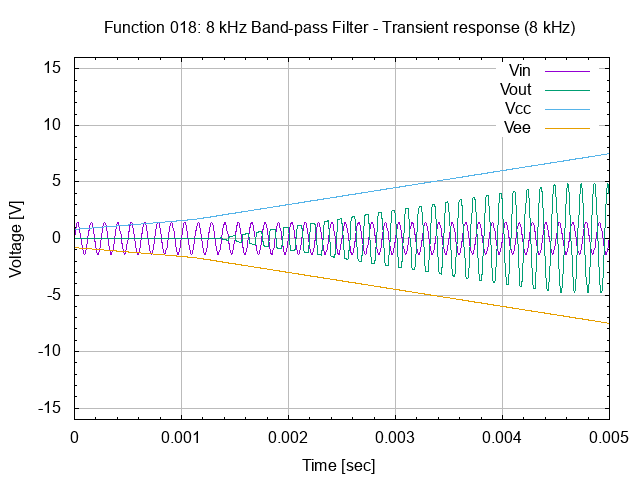 Function 018: 8 kHz Band-pass Filter - Transient response (8 kHz)
15
10
5
0
-5
-10
-15
Voltage [V]
Vin
Vout
Vcc
Vee
0 0.001 0.002 0.003 0.004 0.005
Time [sec]